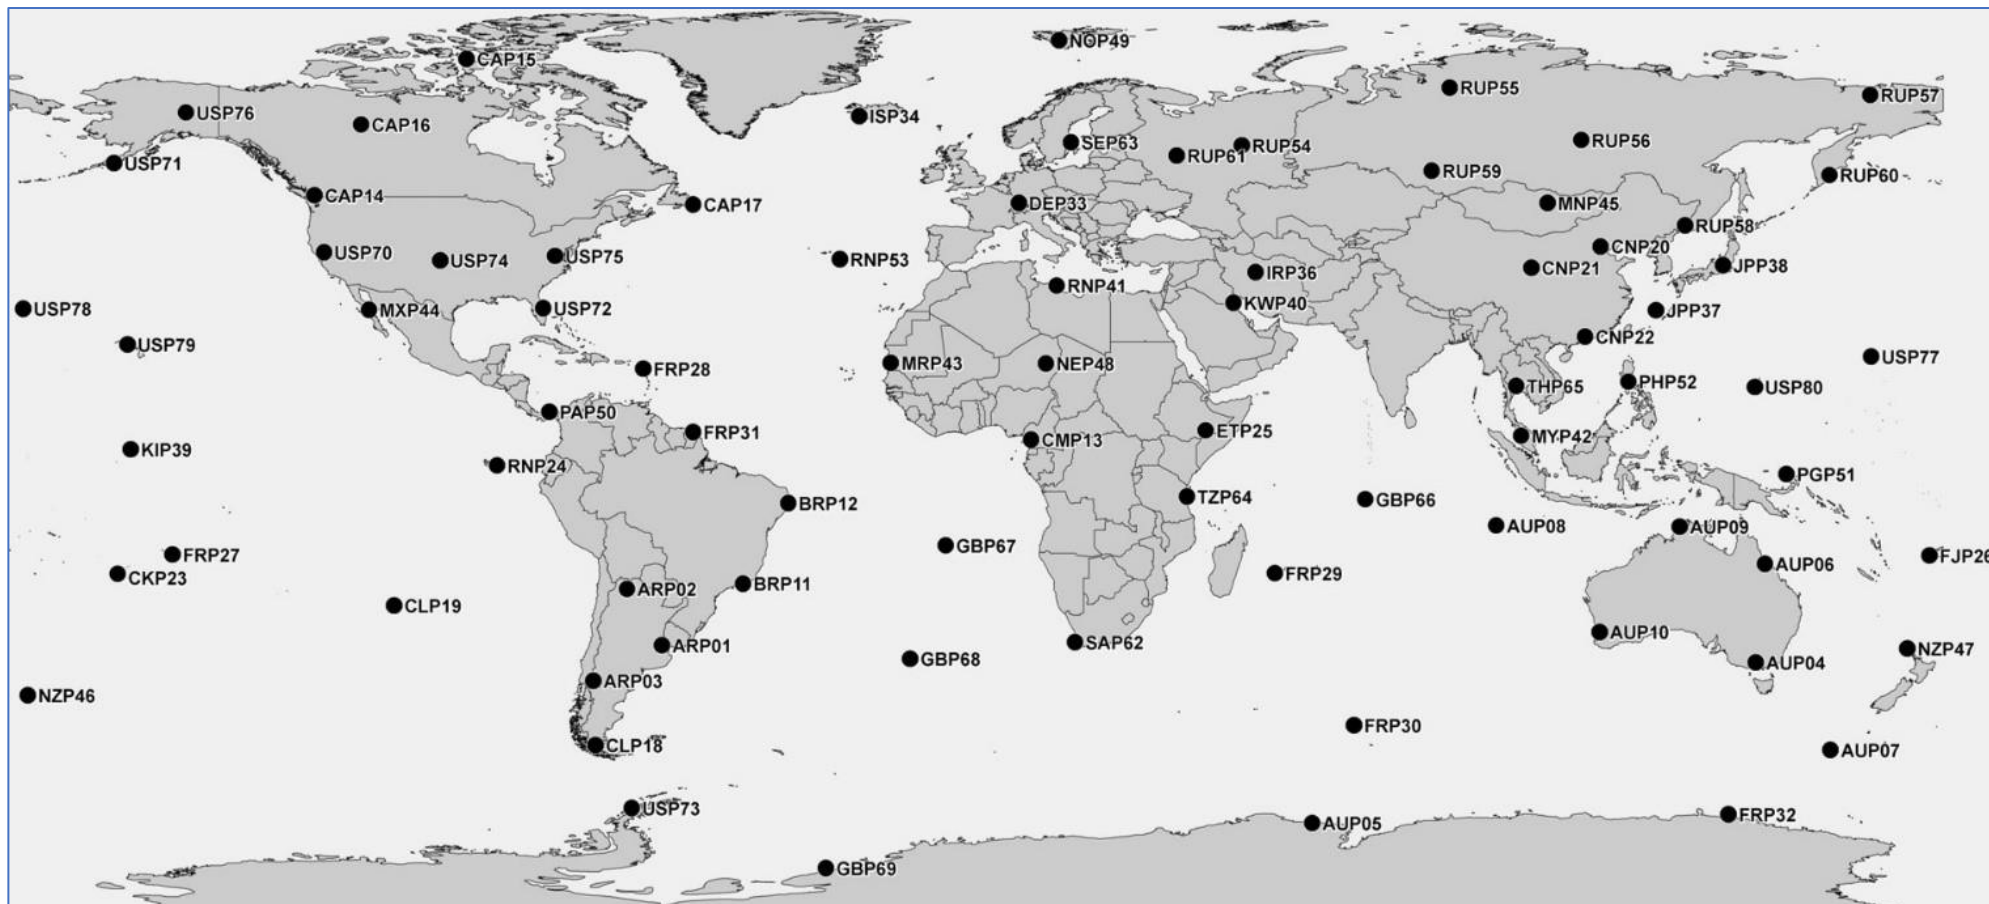 NOP49
CAP15
RUP55
RUP57
USP76
ISP34
CAP16
RUP56
SEP63
RUP54
RUP61
USP71
RUP59
RUP60
CAP14
DEP33
MNP45
CAP17
RUP58
CNP20
USP70
USP75
RNP53
USP74
JPP38
CNP21
IRP36
RNP41
KWP40
USP78
MXP44
USP72
JPP37
CNP22
USP79
USP77
MRP43
NEP48
FRP28
PHP52
THP65
USP80
PAP50
ETP25
FRP31
MYP42
CMP13
KIP39
RNP24
PGP51
TZP64
GBP66
BRP12
AUP08
AUP09
GBP67
FRP27
FJP26
AUP06
CKP23
FRP29
BRP11
ARP02
CLP19
AUP10
SAP62
ARP01
NZP47
GBP68
AUP04
ARP03
NZP46
FRP30
CLP18
AUP07
USP73
FRP32
AUP05
GBP69